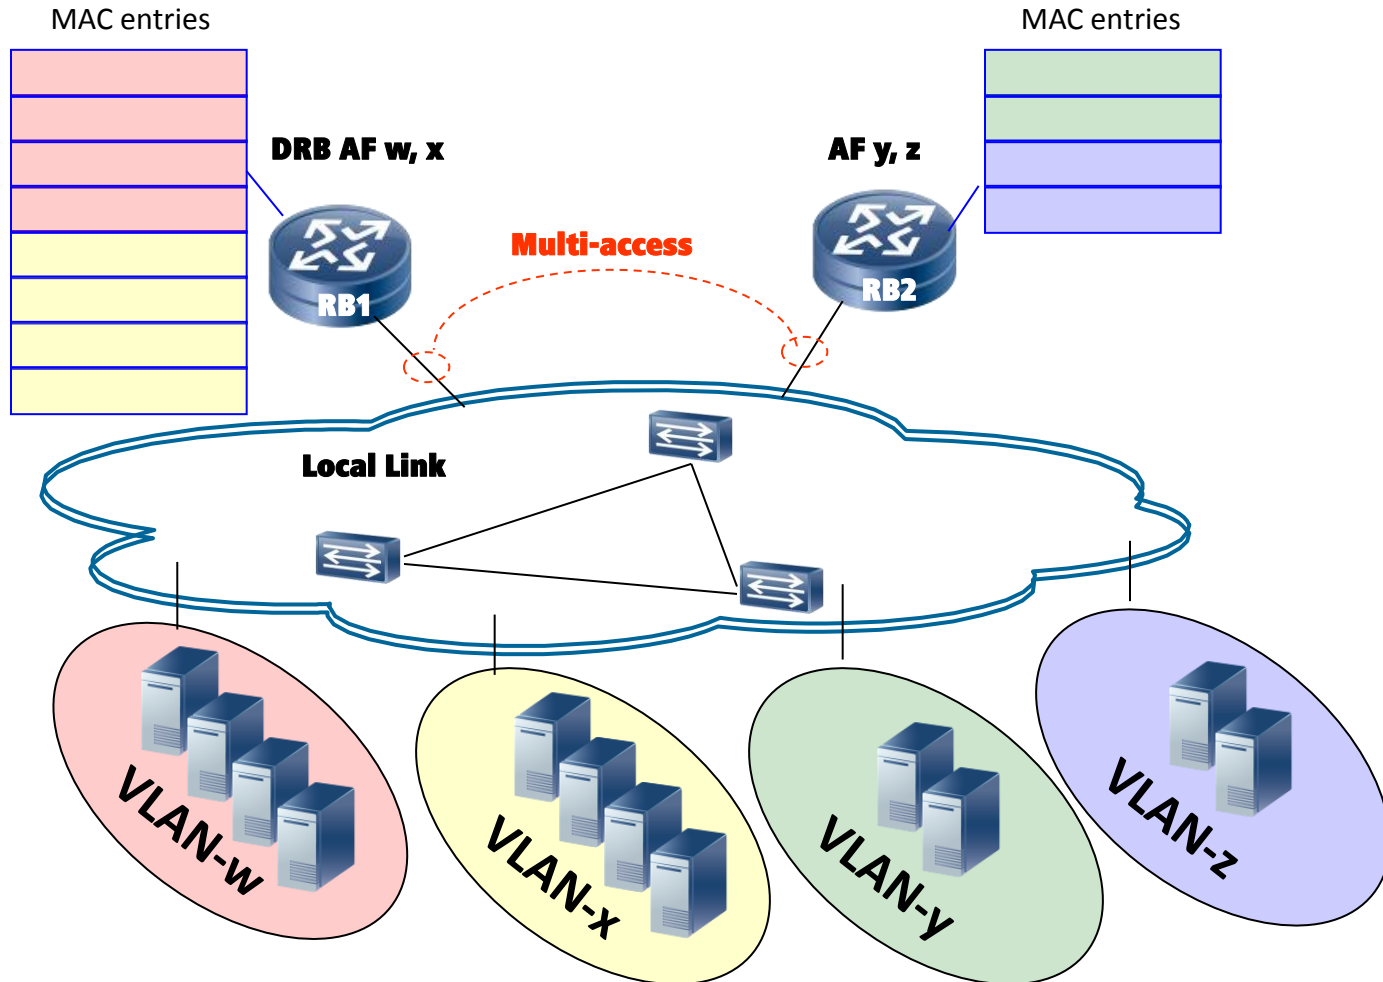 MAC entries
MAC entries
DRB AF w, x
AF y, z
Multi-access
RB1
RB2
Local Link
VLAN-w
VLAN-x
VLAN-y
VLAN-z